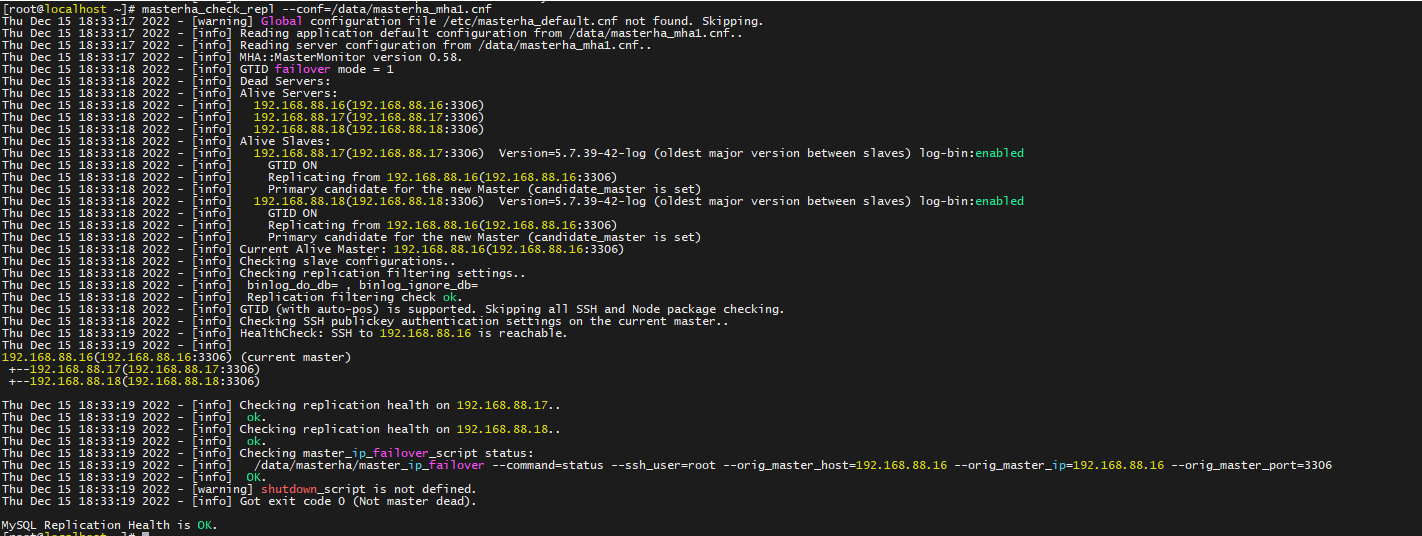 [root@localhost ~]# masterha_check_repl --conf=/data/masterha_mha1.cnf
Thu Dec 15 18:33:17 2022 - [warning] Global configuration file /etc/masterha_default.cnf not found. Skipping.
Thu Dec 15 18:33:17 2022 - [info] Reading application default configuration from /data/masterha_mha1.cnf..
Thu Dec 15 18:33:17 2022 - [info] Reading server configuration from /data/masterha_mha1.cnf..
Thu Dec 15 18:33:17 2022 - [info] MHA::MasterMonitor version 0.58.
Thu Dec 15 18:33:18 2022 - [info] GTID failover mode = 1
Thu Dec 15 18:33:18 2022 - [info] Dead Servers:
Thu Dec 15 18:33:18 2022 - [info] Alive Servers:
Thu Dec 15 18:33:18 2022 - [info]   192.168.88.16(192.168.88.16:3306)
Thu Dec 15 18:33:18 2022 - [info]   192.168.88.17(192.168.88.17:3306)
Thu Dec 15 18:33:18 2022 - [info]   192.168.88.18(192.168.88.18:3306)
Thu Dec 15 18:33:18 2022 - [info] Alive Slaves:
Thu Dec 15 18:33:18 2022 - [info]   192.168.88.17(192.168.88.17:3306)  Version=5.7.39-42-log (oldest major version between slaves) log-bin:enabled
Thu Dec 15 18:33:18 2022 - [info]     GTID ON
Thu Dec 15 18:33:18 2022 - [info]     Replicating from 192.168.88.16(192.168.88.16:3306)
Thu Dec 15 18:33:18 2022 - [info]     Primary candidate for the new Master (candidate_master is set)
Thu Dec 15 18:33:18 2022 - [info]   192.168.88.18(192.168.88.18:3306)  Version=5.7.39-42-log (oldest major version between slaves) log-bin:enabled
Thu Dec 15 18:33:18 2022 - [info]     GTID ON
Thu Dec 15 18:33:18 2022 - [info]     Replicating from 192.168.88.16(192.168.88.16:3306)
Thu Dec 15 18:33:18 2022 - [info]     Primary candidate for the new Master (candidate_master is set)
Thu Dec 15 18:33:18 2022 - [info] Current Alive Master: 192.168.88.16(192.168.88.16:3306)
Thu Dec 15 18:33:18 2022 - [info] Checking slave configurations..
Thu Dec 15 18:33:18 2022 - [info] Checking replication filtering settings..
Thu Dec 15 18:33:18 2022 - [info]  binlog_do_db= , binlog_ignore_db=
Thu Dec 15 18:33:18 2022 - [info]  Replication filtering check ok.
Thu Dec 15 18:33:18 2022 - [info] GTID (with auto-pos) is supported. Skipping all SSH and Node package checking.
Thu Dec 15 18:33:18 2022 - [info] Checking SSH publickey authentication settings on the current master..
Thu Dec 15 18:33:19 2022 - [info] HealthCheck: SSH to 192.168.88.16 is reachable.
Thu Dec 15 18:33:19 2022 - [info]
192.168.88.16(192.168.88.16:3306) (current master)
 +--192.168.88.17(192.168.88.17:3306)
 +--192.168.88.18(192.168.88.18:3306)
Thu Dec 15 18:33:19 2022 - [info] Checking replication health on 192.168.88.17..
Thu Dec 15 18:33:19 2022 - [info]  ok.
Thu Dec 15 18:33:19 2022 - [info] Checking replication health on 192.168.88.18..
Thu Dec 15 18:33:19 2022 - [info]  ok.
Thu Dec 15 18:33:19 2022 - [info] Checking master_ip_failover_script status:
Thu Dec 15 18:33:19 2022 - [info]   /data/masterha/master_ip_failover --command=status --ssh_user=root --orig_master_host=192.168.88.16 --orig_master_ip=192.168.88.16 --orig_master_port=3306
Thu Dec 15 18:33:19 2022 - [info]  OK.
Thu Dec 15 18:33:19 2022 - [warning] shutdown_script is not defined.
Thu Dec 15 18:33:19 2022 - [info] Got exit code 0 (Not master dead).
MySQL Replication Health is OK.
[root@localhost ~]#